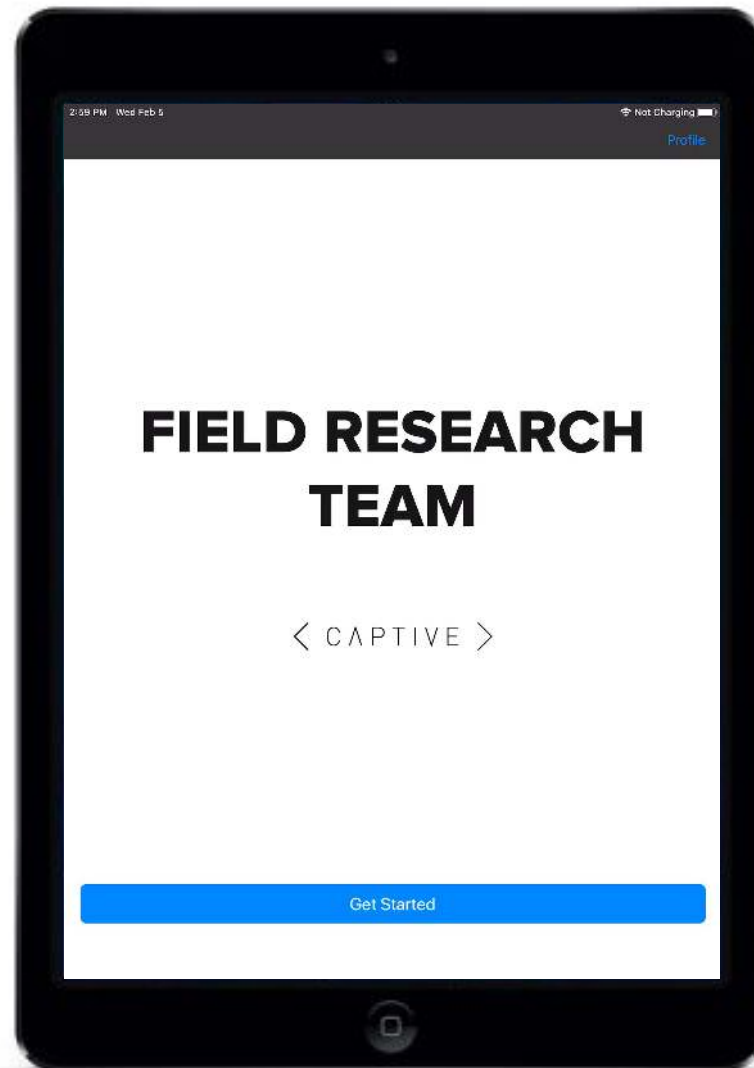 2:59 PM Wed Feb 5
Not Charging
Profile
FIELD RESEARCH
TEAM
< CAPTIVE >
Get Started